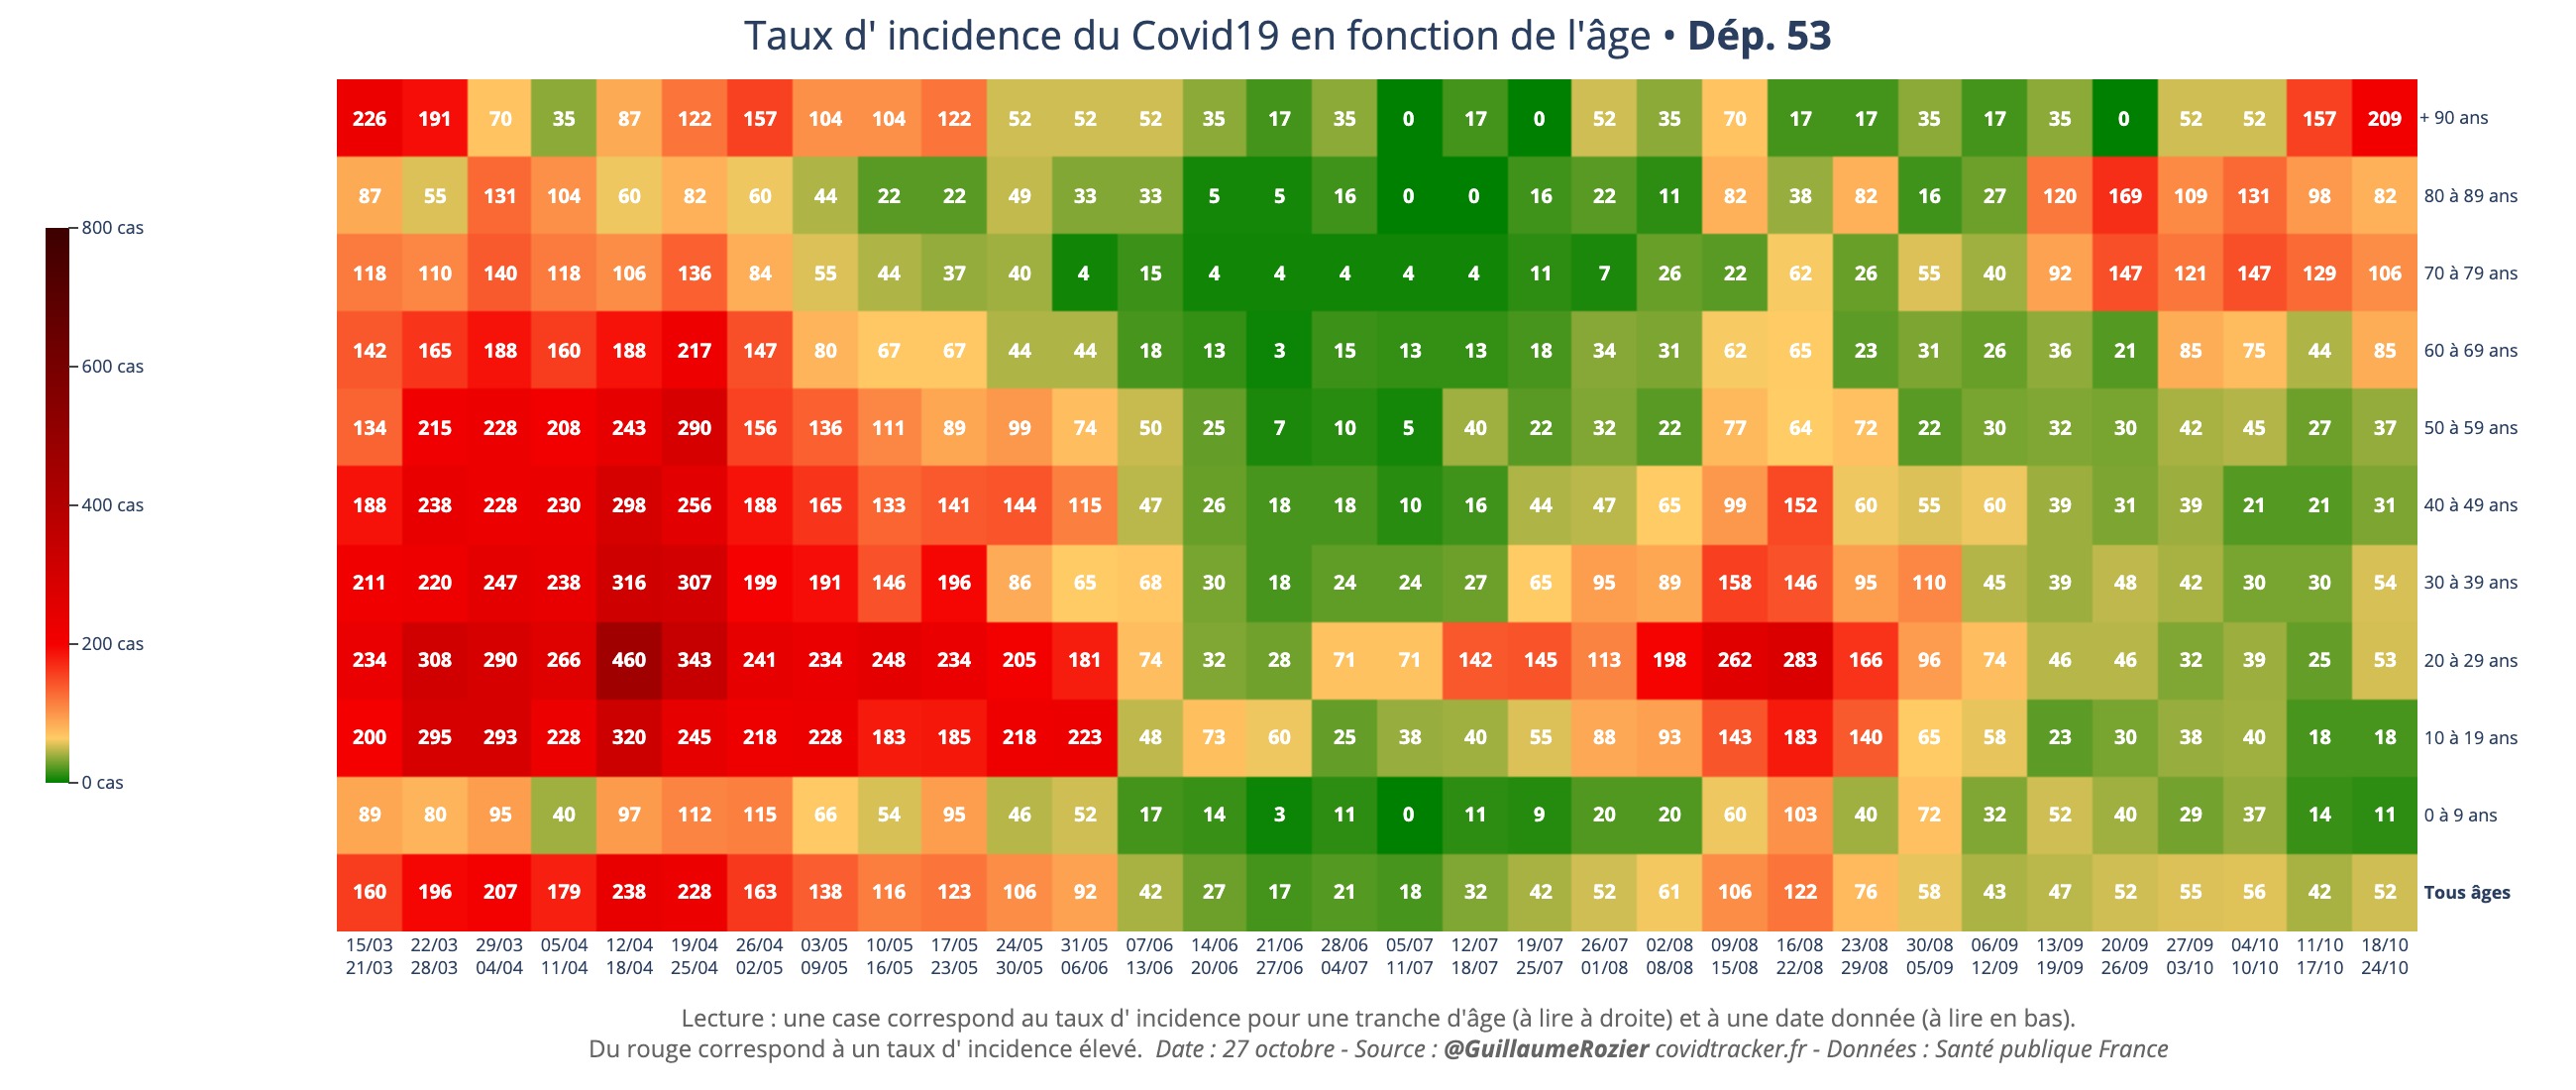 Taux d' incidence du Covid19 en fonction de l'âge • Dép. 53
226 191 70 35 87 122 157 104 104 122 52 52 52 35 17 35 0 17 0 52 35 70 17 17 35 17 35 0 52 52 157 209 + 90 ans
87 55 131 104 60 82 60 44 22 22 49 33 33 5 5 16 0 0 16 22 11 82 38 82 16 27 120 169 109 131 98 82 80 à 89 ans
118 110 140 118 106 136 84 55 44 37 40 4 15 4 4 4 4 4 11 7 26 22 62 26 55 40 92 147 121 147 129 106 70 à 79 ans
142 165 188 160 188 217 147 80 67 67 44 44 18 13 3 15 13 13 18 34 31 62 65 23 31 26 36 21 85 75 44 85 60 à 69 ans
134 215 228 208 243 290 156 136 111 89 99 74 50 25 7 10 5 40 22 32 22 77 64 72 22 30 32 30 42 45 27 37 50 à 59 ans
188 238 228 230 298 256 188 165 133 141 144 115 47 26 18 18 10 16 44 47 65 99 152 60 55 60 39 31 39 21 21 31 40 à 49 ans
211 220 247 238 316 307 199 191 146 196 86 65 68 30 18 24 24 27 65 95 89 158 146 95 110 45 39 48 42 30 30 54 30 à 39 ans
234 308 290 266 460 343 241 234 248 234 205 181 74 32 28 71 71 142 145 113 198 262 283 166 96 74 46 46 32 39 25 53 20 à 29 ans
200 295 293 228 320 245 218 228 183 185 218 223 48 73 60 25 38 40 55 88 93 143 183 140 65 58 23 30 38 40 18 18 10 à 19 ans
89 80 95 40 97 112 115 66 54 95 46 52 17 14 3 11 0 11 9 20 20 60 103 40 72 32 52 40 29 37 14 11 0 à 9 ans
160 196 207 179 238 228 163 138 116 123 106 92 42 27 17 21 18 32 42 52 61 106 122 76 58 43 47 52 55 56 42 52 Tous âges
15/03 22/03 29/03 05/04 12/04 19/04 26/04 03/05 10/05 17/05 24/05 31/05 07/06 14/06 21/06 28/06 05/07 12/07 19/07 26/07 02/08 09/08 16/08 23/08 30/08 06/09 13/09 20/09 27/09 04/10 11/10 18/10
21/03 28/03 04/04 11/04 18/04 25/04 02/05 09/05 16/05 23/05 30/05 06/06 13/06 20/06 27/06 04/07 11/07 18/07 25/07 01/08 08/08 15/08 22/08 29/08 05/09 12/09 19/09 26/09 03/10 10/10 17/10 24/10
800 cas
600 cas
400 cas
200 cas
0 cas
Lecture : une case correspond au taux d' incidence pour une tranche d'âge (à lire à droite) et à une date donnée (à lire en bas).
Du rouge correspond à un taux d' incidence élevé. Date : 27 octobre - Source : @GuillaumeRozier covidtracker.fr - Données : Santé publique France